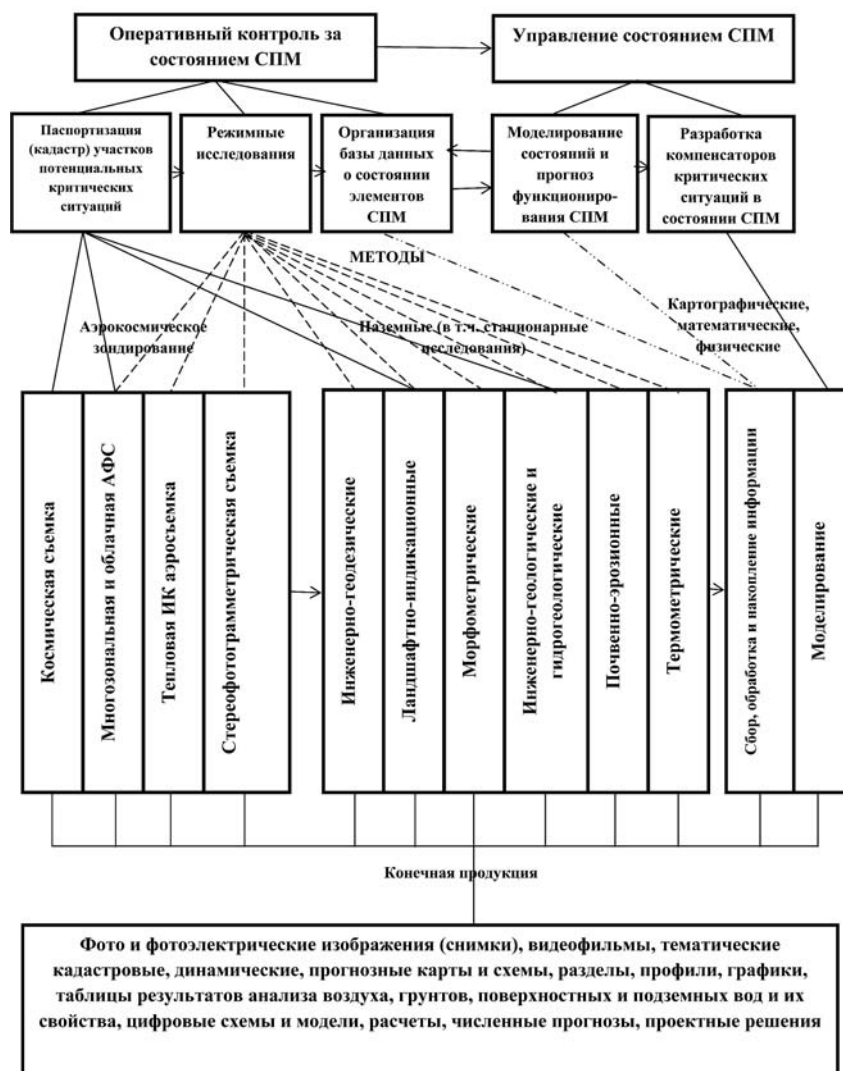 Оперативный контроль за
состоянием СПМ
Управление состоянием СПМ
Паспортизация
(кадастр) участков
потенциальных
критических
ситуаций
Режимные
исследования
Организация
базы данных
о состоянии
элементов
СПМ
Моделирование
состояний и
прогноз
функциониро-
вания СПМ
Разработка
компенсаторов
критических
ситуаций в
состоянии СПМ
МЕТОДЫ
Аэрокосмическое
зондирование
Наземные (в т.ч. стационарные
исследования)
Картографические,
математические,
физические
Космическая съемка
Многозональная и облачная АФС
Тепловая ИК аэросъемка
Стереофотограмметрическая съемка
Инженерно-геодезические
Ландшафтно-индикационные
Морфометрические
Инженерно-геологические и
гидрогеологические
Почвенно-эрозионные
Термометрические
Сбор, обработка и накопление информации
Моделирование
Конечная продукция
Фото и фотоэлектрические изображения (снимки), видеофильмы, тематические
кадастровые, динамические, прогнозные карты и схемы, разделы, профили, графики,
таблицы результатов анализа воздуха, грунтов, поверхностных и подземных вод и их
свойства, цифровые схемы и модели, расчеты, численные прогнозы, проектные решения